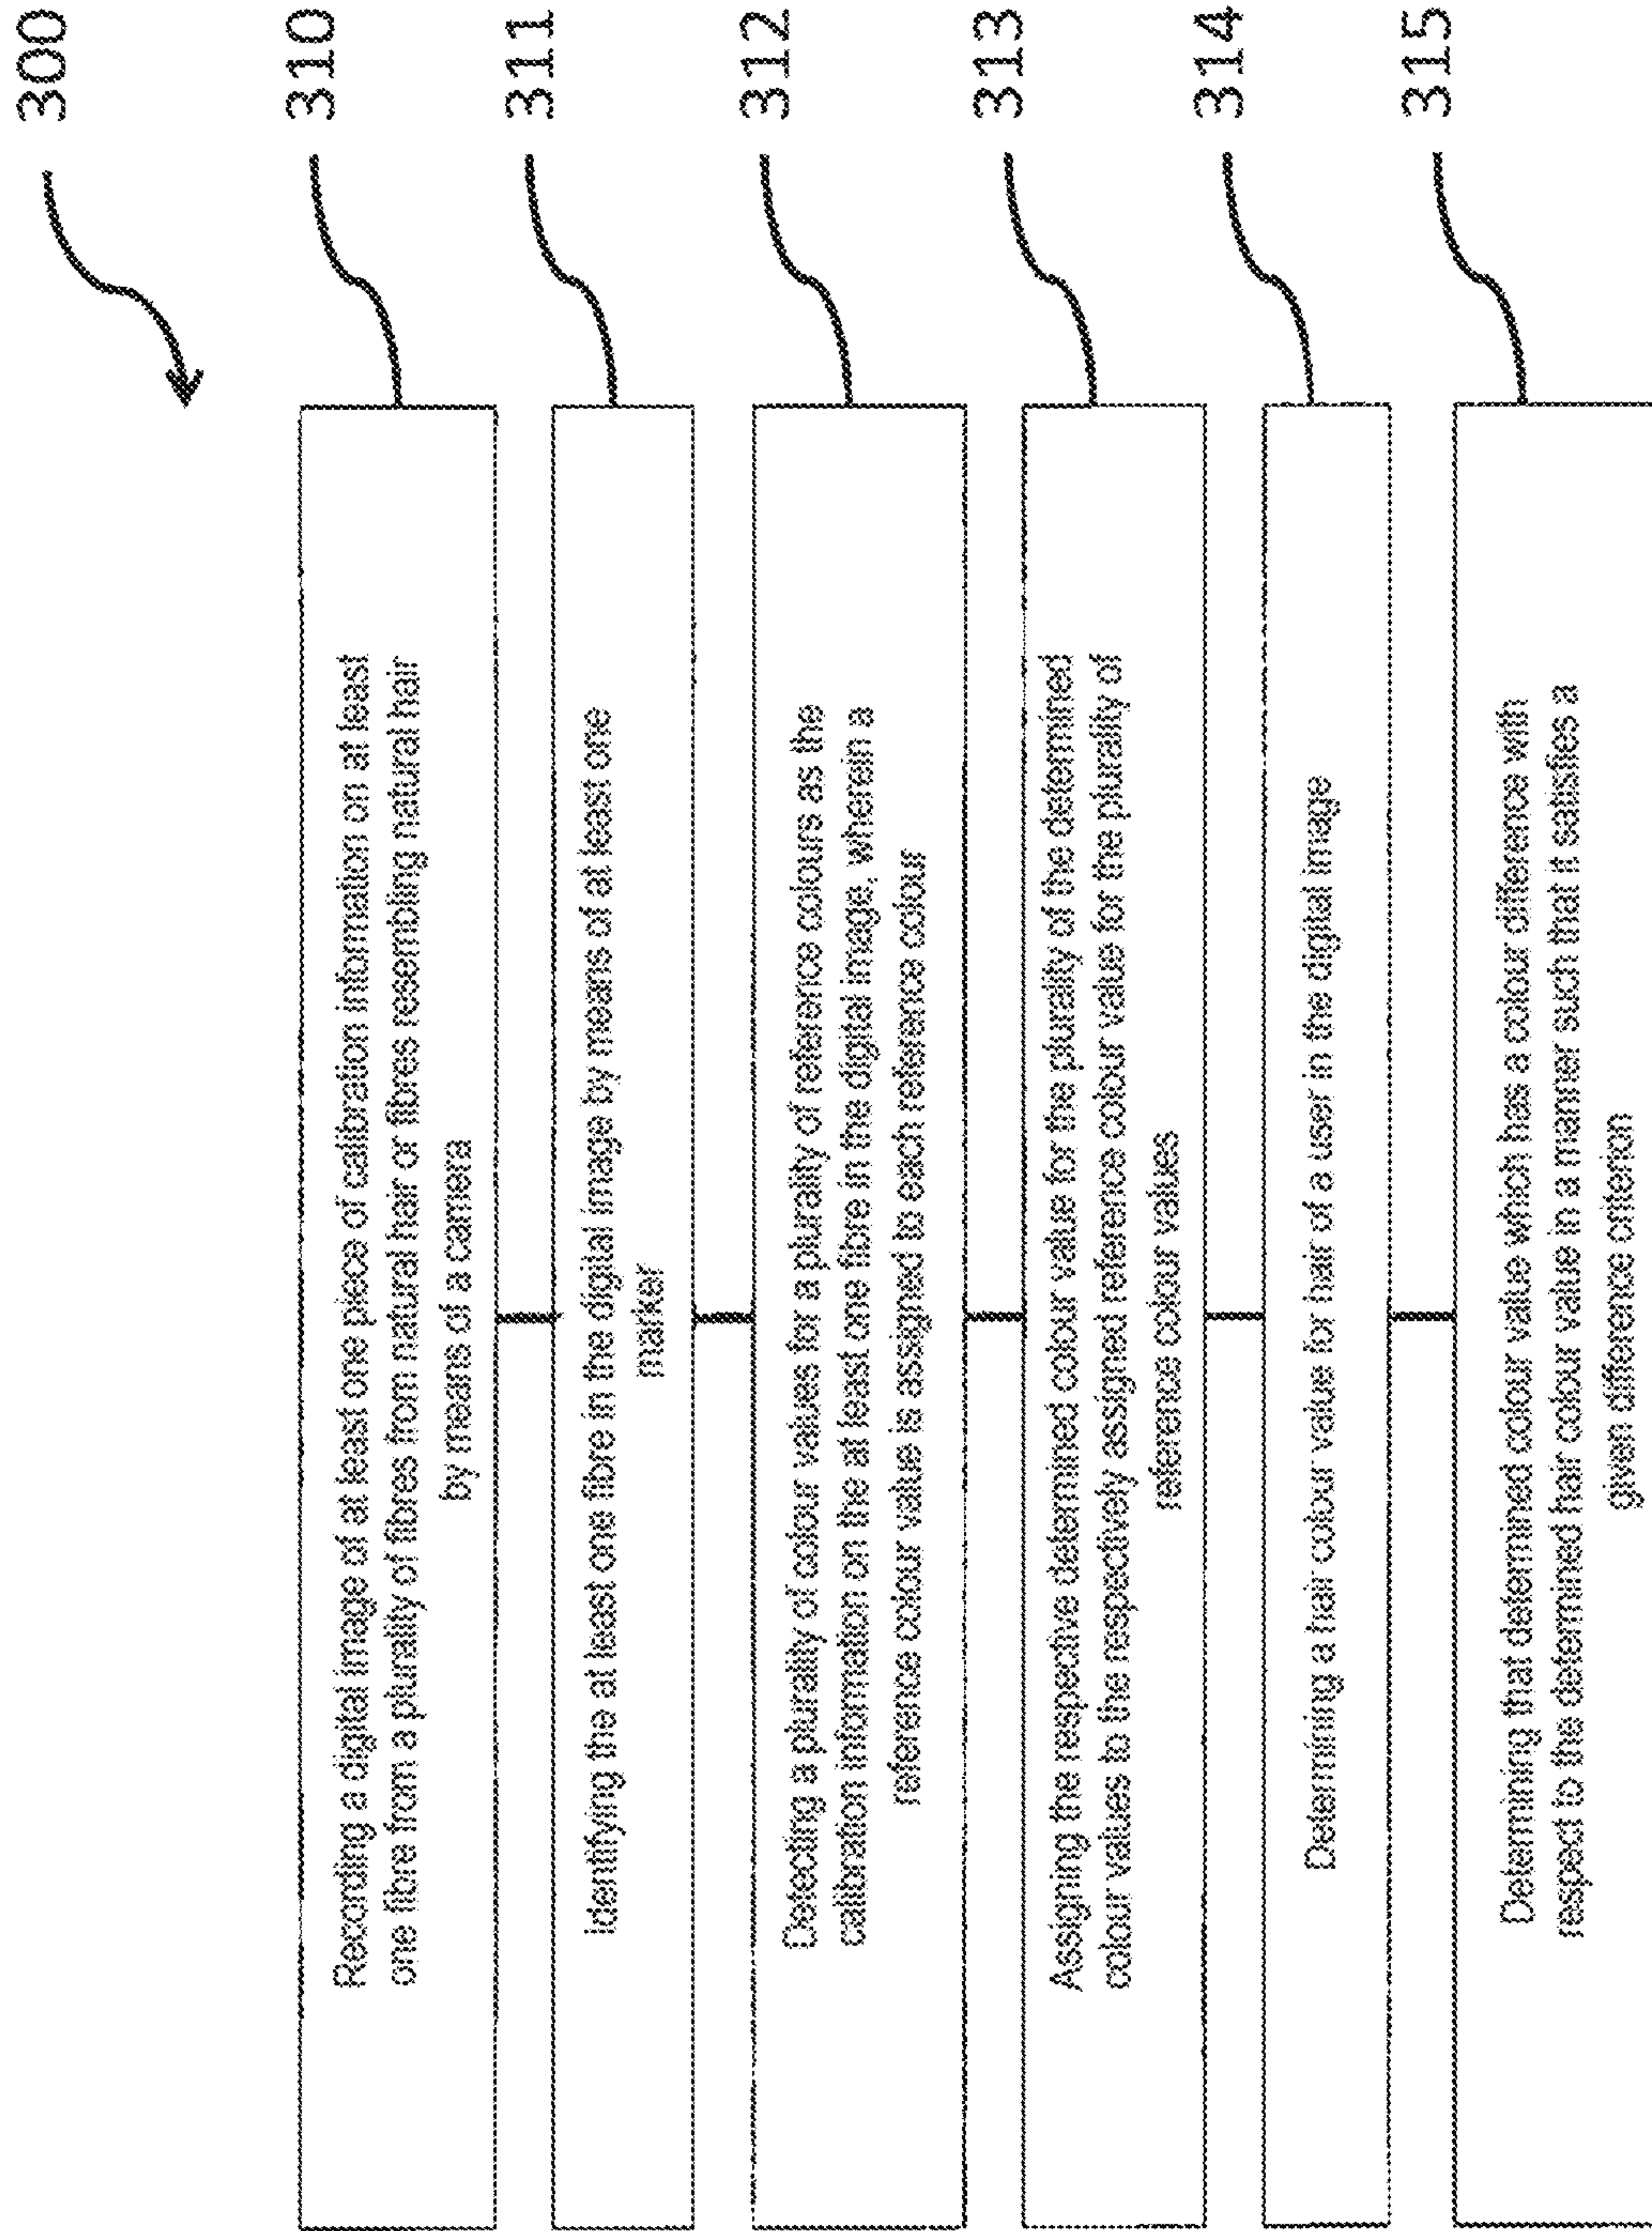 300
310
Recording a digital image of at least one piece of calibration information on at least
one fibre from a plurality of fibres from natural hair or fibres resembling natural hair
by means of a camera
311
Identifying the at least one fibre in the digital image by means of at least one
marker
312
Detecting a plurality of colour values for a plurality of reference colours as the
calibration information on the at least one fibre in the digital image, wherein a
reference colour value is assigned to each reference colour
313
Assigning the respective determined colour value for the plurality of the determined
colour values to the respectively assigned reference colour value for the plurality of
reference colour values
314
Determining a hair colour value for hair of a user in the digital image
315
Determining that determined colour value which has a colour difference with
respect to the determined hair colour value in a manner such that it satisfies a
given difference criterion